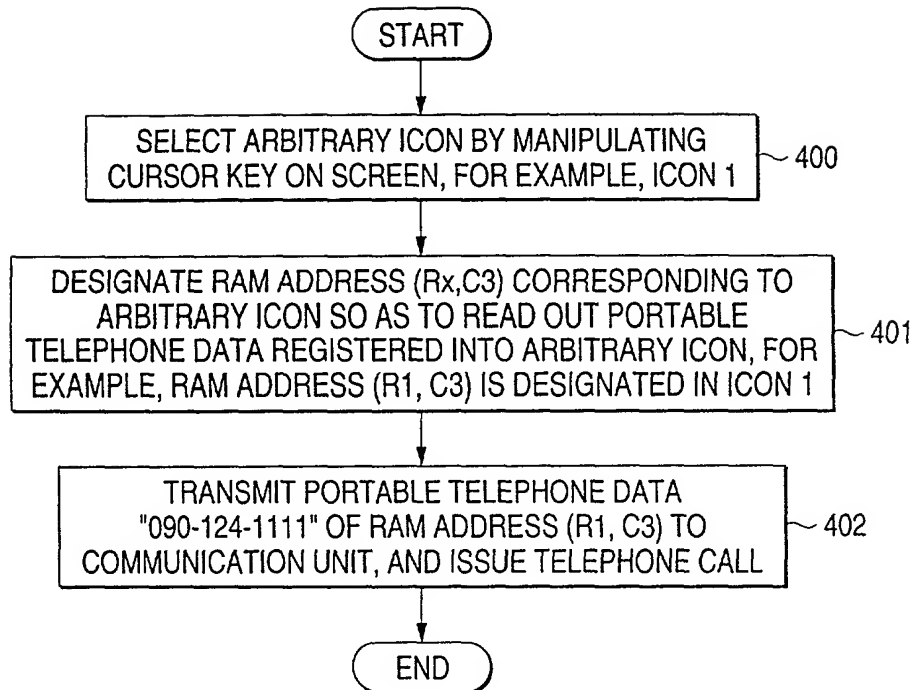 START
SELECT ARBITRARY ICON BY MANIPULATING
CURSOR KEY ON SCREEN, FOR EXAMPLE, ICON 1
400
DESIGNATE RAM ADDRESS (Rx,C3) CORRESPONDING TO
ARBITRARY ICON SO AS TO READ OUT PORTABLE
TELEPHONE DATA REGISTERED INTO ARBITRARY ICON, FOR
EXAMPLE, RAM ADDRESS (R1, C3) IS DESIGNATED IN ICON 1
401
TRANSMIT PORTABLE TELEPHONE DATA
"090-124-1111" OF RAM ADDRESS (R1, C3) TO
COMMUNICATION UNIT, AND ISSUE TELEPHONE CALL
402
END